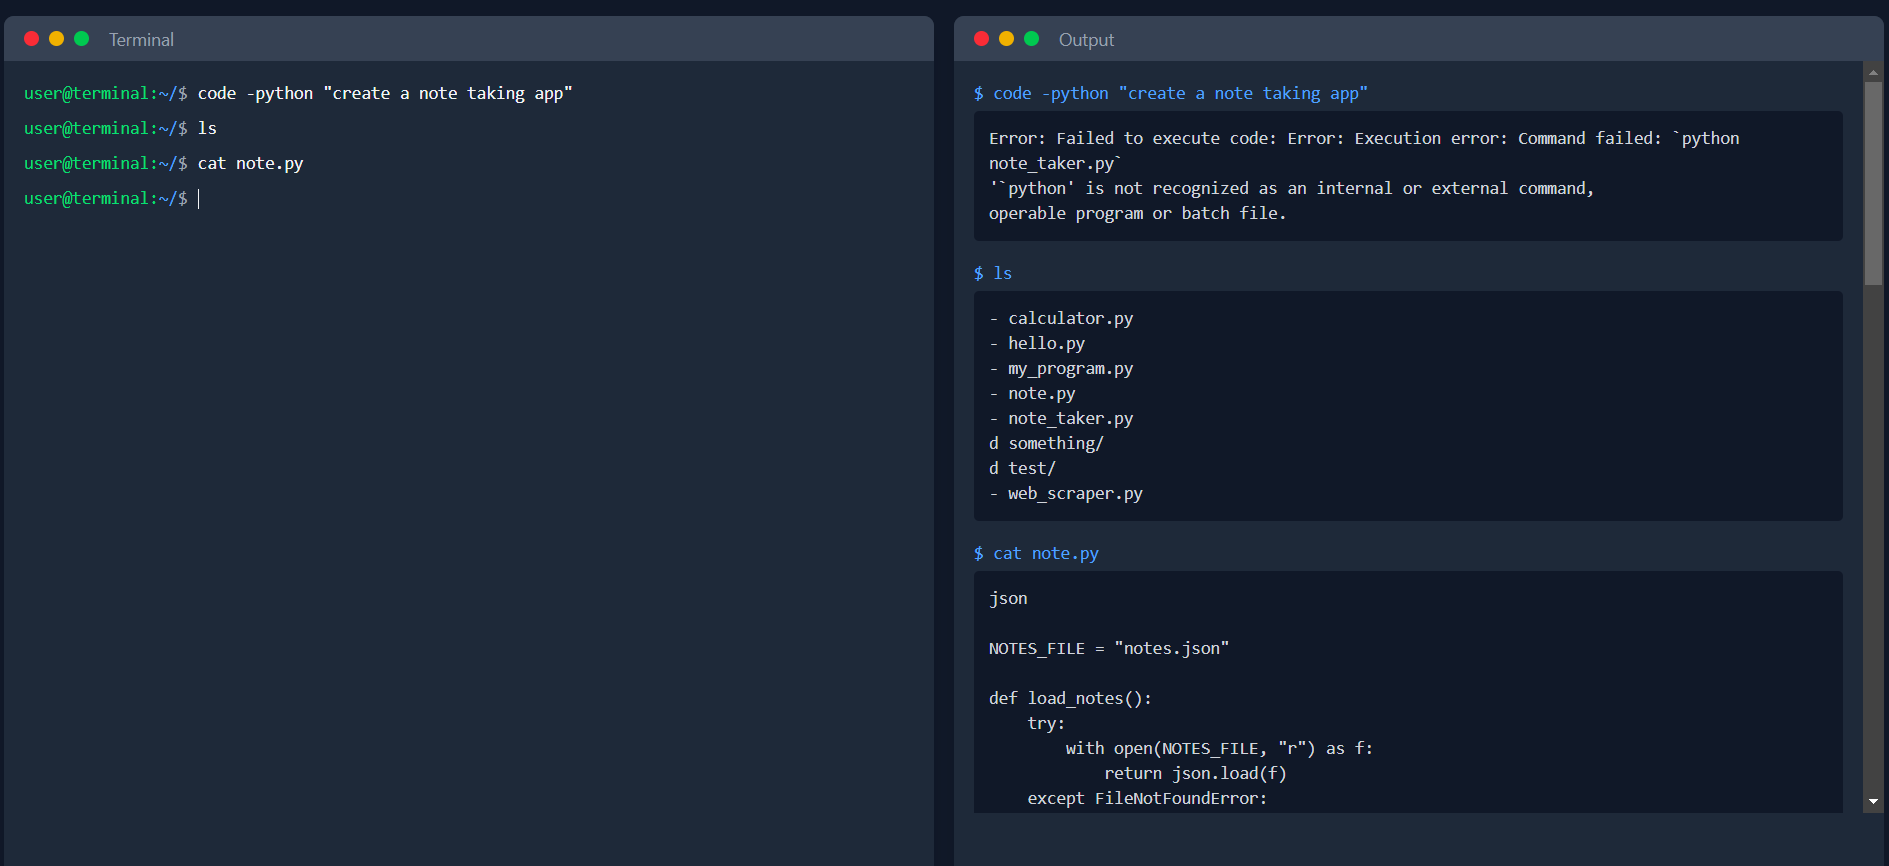 Terminal
user@terminal:~/$ code -python "create a note taking app"
user@terminal:~/$ ls
user@terminal:~/$ cat note.py
user@terminal:~/$
Output
$ code -python "create a note taking app"
Error: Failed to execute code: Error: Execution error: Command failed: `python
note_taker.py`
'`python' is not recognized as an internal or external command,
operable program or batch file.
$ ls
- calculator.py
- hello.py
- my_program.py
- note.py
- note_taker.py
d something/
d test/
- web_scraper.py
$ cat note.py
json
NOTES_FILE = "notes.json"
def load_notes():
    try:
        with open(NOTES_FILE, "r") as f:
            return json.load(f)
    except FileNotFoundError: